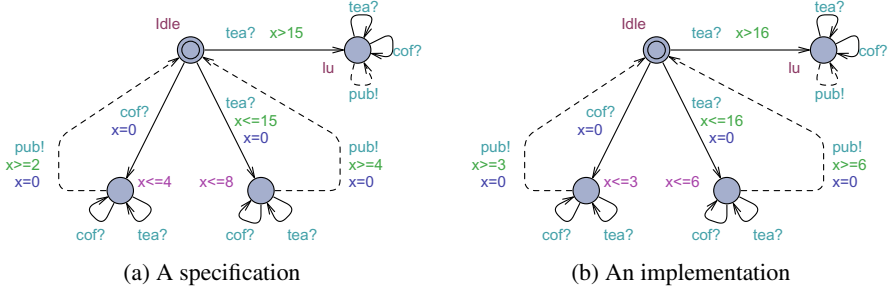 Idle
tea? x>15
tea?
cof?
lu
pub!
cof?
x=0
tea?
x<=15
x=0
pub!
x>=2
x=0
pub!
x>=4
x=0
x<=4
x<=8
cof? tea?
cof? tea?
(a) A specification
Idle
tea? x>16
tea?
cof?
lu
pub!
cof?
x=0
tea?
x<=16
x=0
pub!
x>=3
x=0
pub!
x>=6
x=0
x<=3
x<=6
cof? tea?
cof? tea?
(b) An implementation